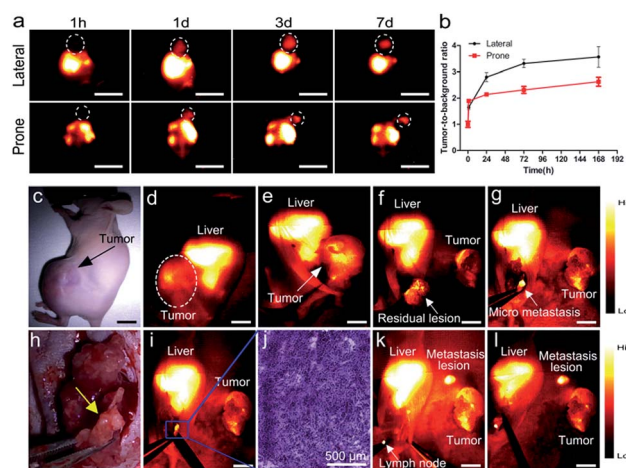 a
1h
1d
3d
7d
b
Lateral
Prone
Tumor-to-background ratio
4
3
2
1
0
Lateral
Prone
0 24 48 72 96 120 144 168 192
Time(h)
c
Tumor
d
Liver
Tumor
e
Liver
Tumor
f
Liver
Tumor
Residual lesion
g
Liver
Tumor
Micro metastasis
Hi
Lo
h
i
Liver
Tumor
j
500 µm
k
Liver
Metastasis
lesion
Tumor
Lymph node
l
Liver
Metastasis
lesion
Tumor
Hi
Lo